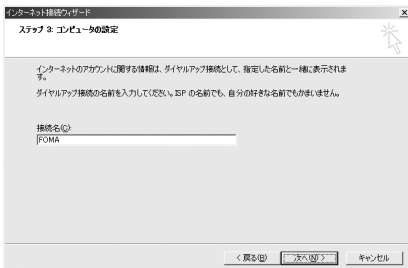 インターネット接続ウィザード
ステップ 3: コンピュータの設定
インターネットのアカウントに関する情報は、ダイヤルアップ接続として、指定した名前と一緒に表示されま
す。
ダイヤルアップ接続の名前を入力してください。ISP の名前でも、自分の好きな名前でもかまいません。
接続名(C):
FOMA
< 戻る(B)
次へ(N) >
キャンセル